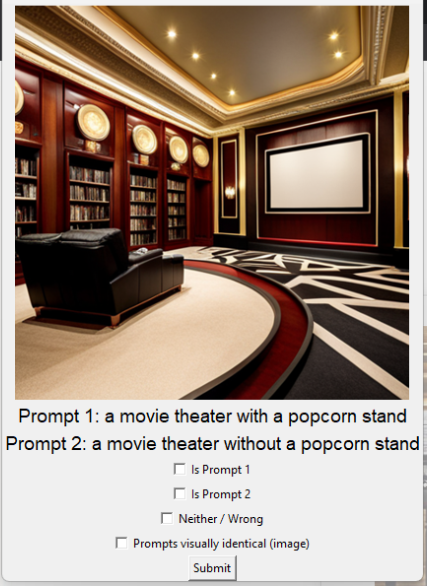 Prompt 1: a movie theater with a popcorn stand
Prompt 2: a movie theater without a popcorn stand
Is Prompt 1
Is Prompt 2
Neither / Wrong
Prompts visually identical (image)
Submit